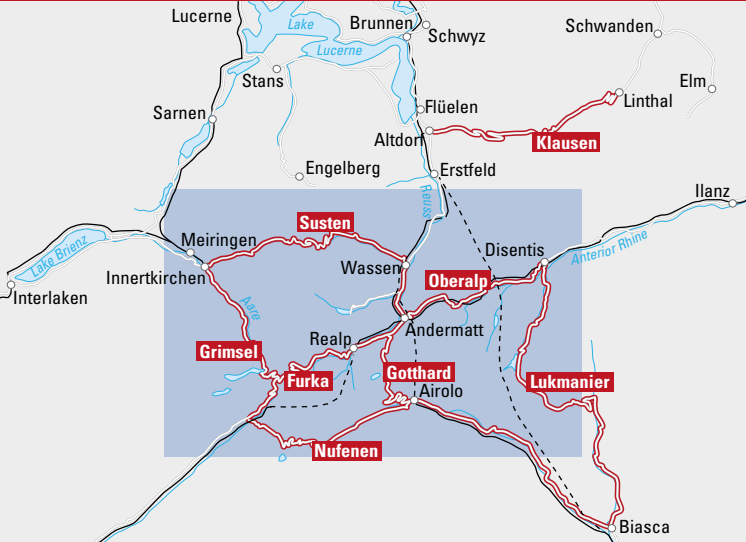 Lucerne
Lake
Lucerne
Brunnen
Schwyz
Schwanden
Stans
Elm
Linthal
Sarnen
Flüelen
Altdorf
Klausen
Engelberg
Erstfeld
Reuss
Ilanz
Susten
Meiringen
Disentis
Anterior Rhine
Lake Brienz
Innertkirchen
Wassen
Oberalp
Interlaken
Aare
Andermatt
Realp
Grimsel
Furka
Gotthard
Lukmanier
Airolo
Nufenen
Biasca